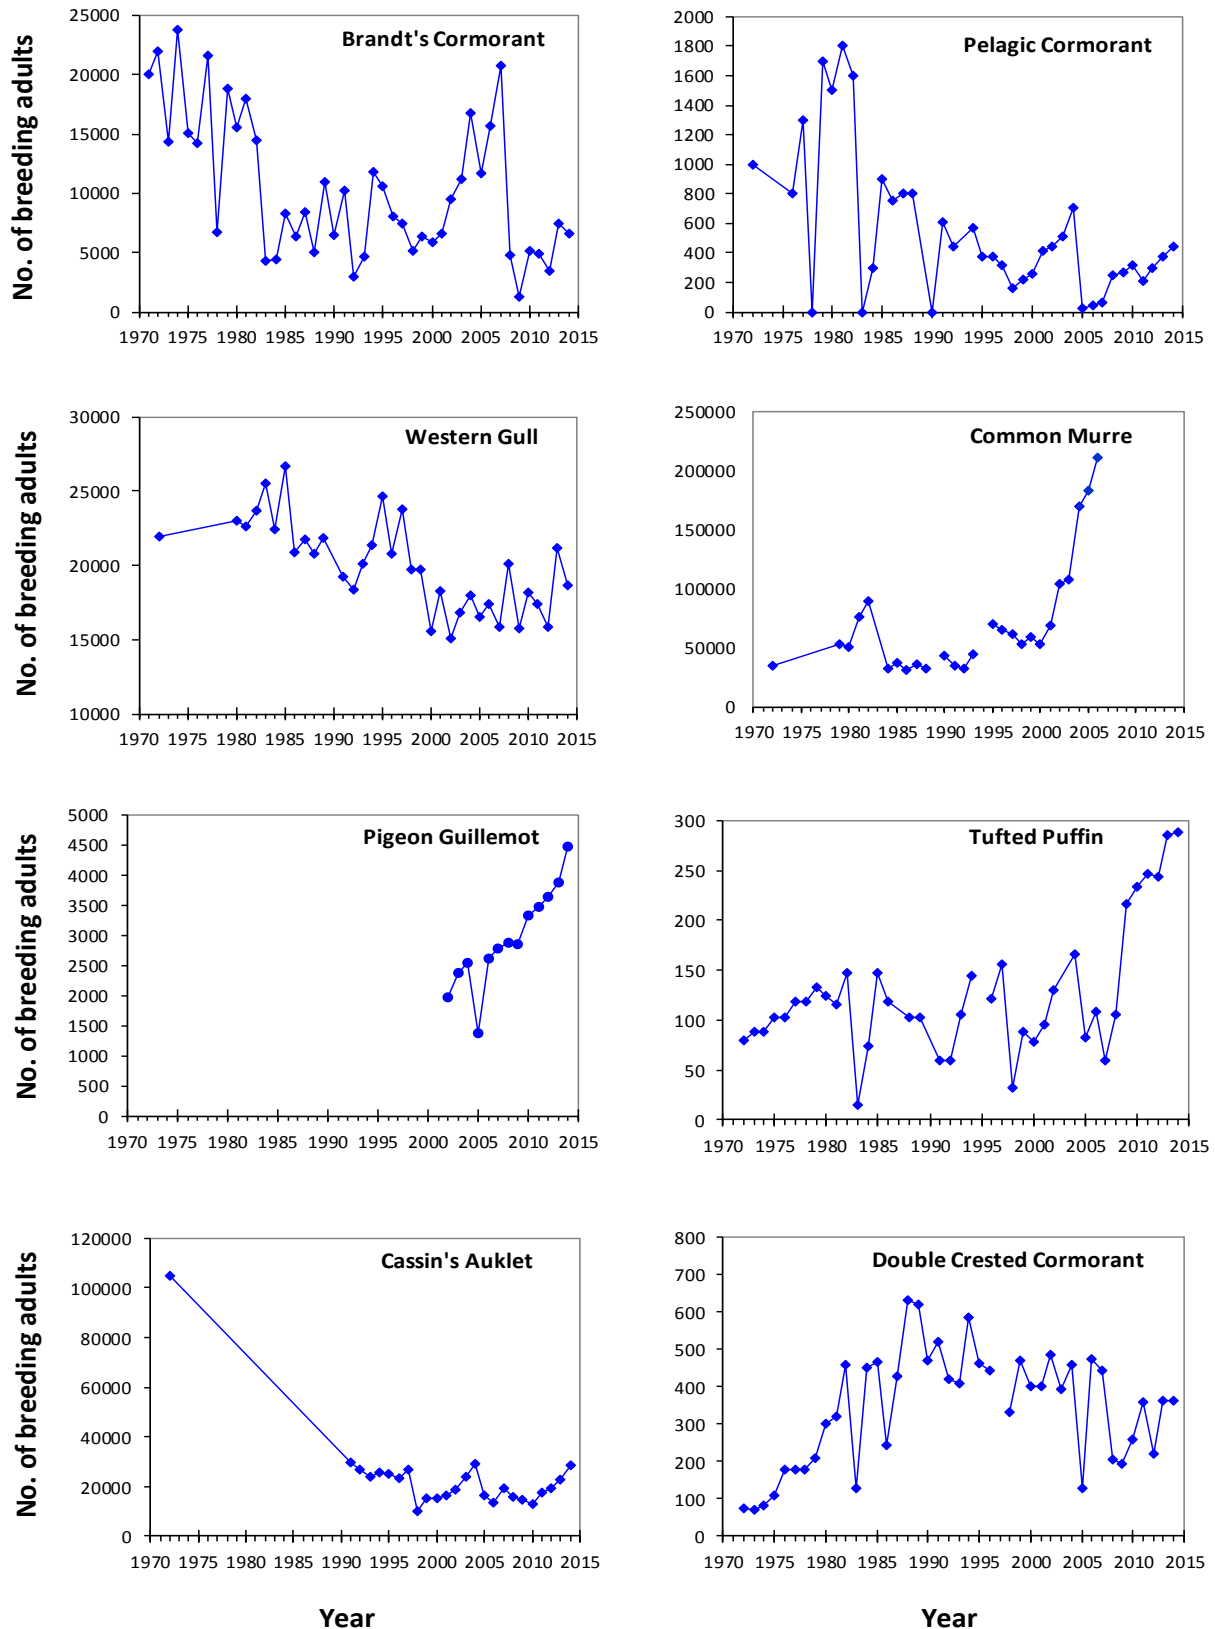 Brandt's Cormorant
No. of breeding adults
25000
20000
15000
10000
5000
0
1970 1975 1980 1985 1990 1995 2000 2005 2010 2015
Pelagic Cormorant
2000
1800
1600
1400
1200
1000
800
600
400
200
0
1970 1975 1980 1985 1990 1995 2000 2005 2010 2015
Western Gull
No. of breeding adults
30000
25000
20000
15000
10000
1970 1975 1980 1985 1990 1995 2000 2005 2010 2015
Common Murre
250000
200000
150000
100000
50000
0
1970 1975 1980 1985 1990 1995 2000 2005 2010 2015
Pigeon Guillemot
No. of breeding adults
5000
4500
4000
3500
3000
2500
2000
1500
1000
500
0
1970 1975 1980 1985 1990 1995 2000 2005 2010 2015
Tufted Puffin
300
250
200
150
100
50
0
1970 1975 1980 1985 1990 1995 2000 2005 2010 2015
Cassin's Auklet
No. of breeding adults
120000
100000
80000
60000
40000
20000
0
1970 1975 1980 1985 1990 1995 2000 2005 2010 2015
Year
Double Crested Cormorant
800
700
600
500
400
300
200
100
0
1970 1975 1980 1985 1990 1995 2000 2005 2010 2015
Year